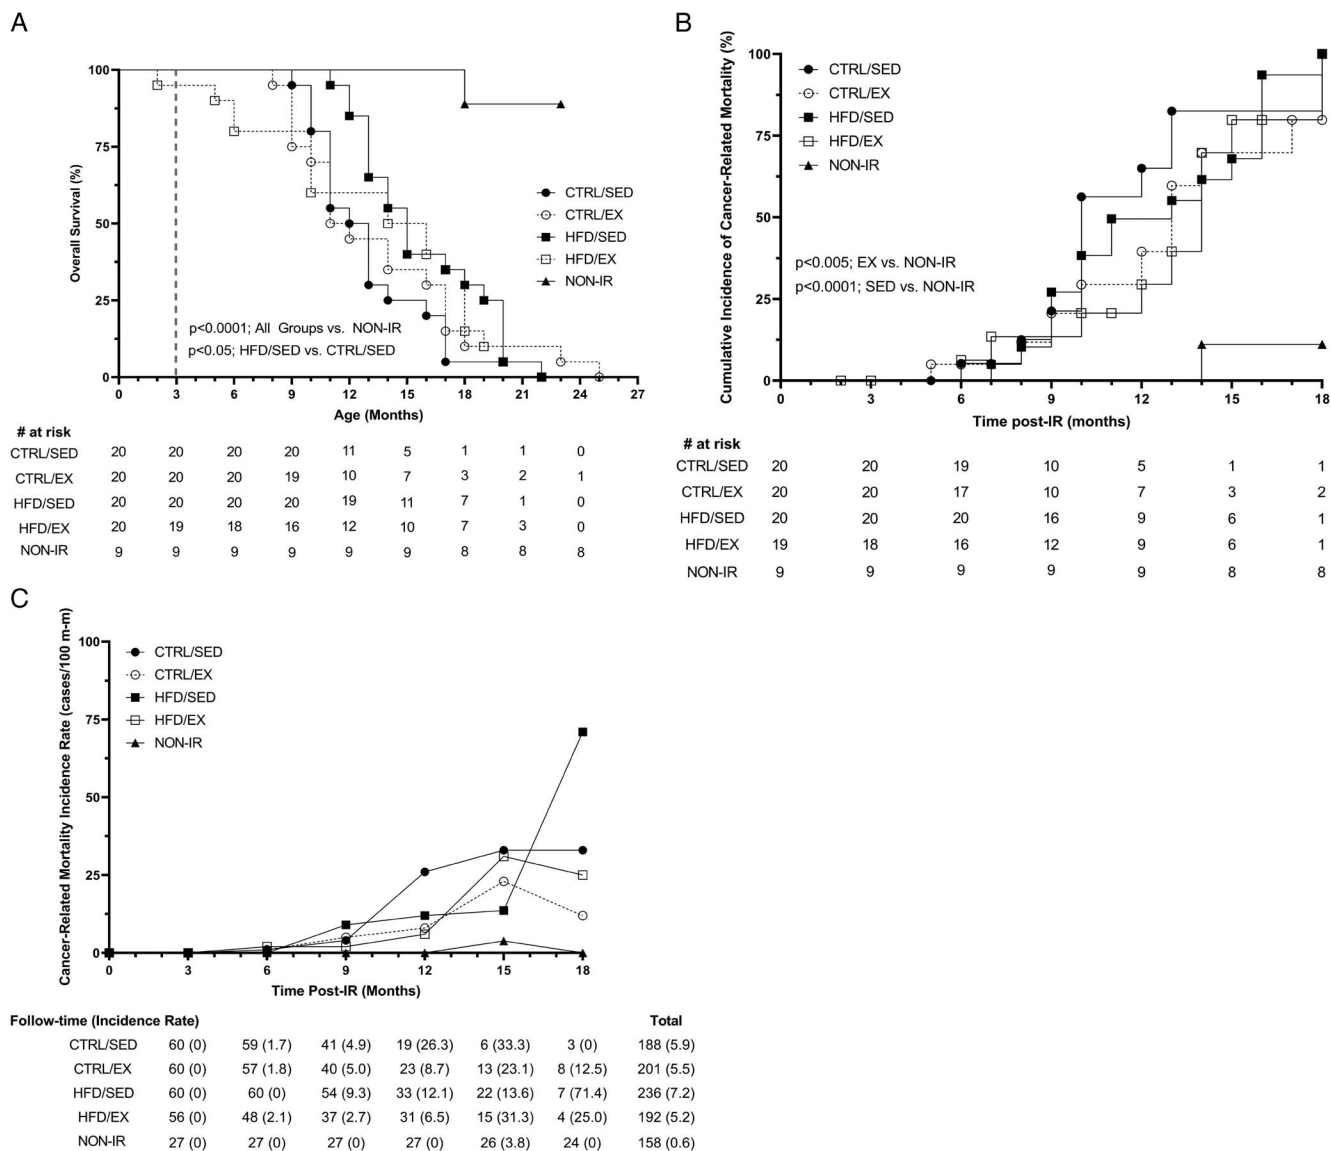 A
Overall Survival (%)
100
75
50
25
0
CTRL/SED
CTRL/EX
HFD/SED
HFD/EX
NON-IR
p<0.0001; All Groups vs. NON-IR
p<0.05; HFD/SED vs. CTRL/SED
0 3 6 9 12 15 18 21 24 27
Age (Months)
# at risk
CTRL/SED 20 20 20 20 11 5 1 1 0
CTRL/EX 20 20 20 19 10 7 3 2 1
HFD/SED 20 20 20 20 19 11 7 1 0
HFD/EX 20 19 18 16 12 10 7 3 0
NON-IR 9 9 9 9 9 9 8 8 8
B
Cumulative Incidence of Cancer-Related Mortality (%)
100
75
50
25
0
CTRL/SED
CTRL/EX
HFD/SED
HFD/EX
NON-IR
p<0.005; EX vs. NON-IR
p<0.0001; SED vs. NON-IR
0 3 6 9 12 15 18
Time post-IR (months)
# at risk
CTRL/SED 20 20 19 10 5 1 1
CTRL/EX 20 20 17 10 7 3 2
HFD/SED 20 20 20 16 9 6 1
HFD/EX 19 18 16 12 9 6 1
NON-IR 9 9 9 9 9 8 8
C
Cancer-Related Mortality Incidence Rate (cases/100 m-m)
100
75
50
25
0
CTRL/SED
CTRL/EX
HFD/SED
HFD/EX
NON-IR
0 3 6 9 12 15 18
Time Post-IR (Months)
Follow-time (Incidence Rate) Total
CTRL/SED 60 (0) 59 (1.7) 41 (4.9) 19 (26.3) 6 (33.3) 3 (0) 188 (5.9)
CTRL/EX 60 (0) 57 (1.8) 40 (5.0) 23 (8.7) 13 (23.1) 8 (12.5) 201 (5.5)
HFD/SED 60 (0) 60 (0) 54 (9.3) 33 (12.1) 22 (13.6) 7 (71.4) 236 (7.2)
HFD/EX 56 (0) 48 (2.1) 37 (2.7) 31 (6.5) 15 (31.3) 4 (25.0) 192 (5.2)
NON-IR 27 (0) 27 (0) 27 (0) 27 (0) 26 (3.8) 24 (0) 158 (0.6)